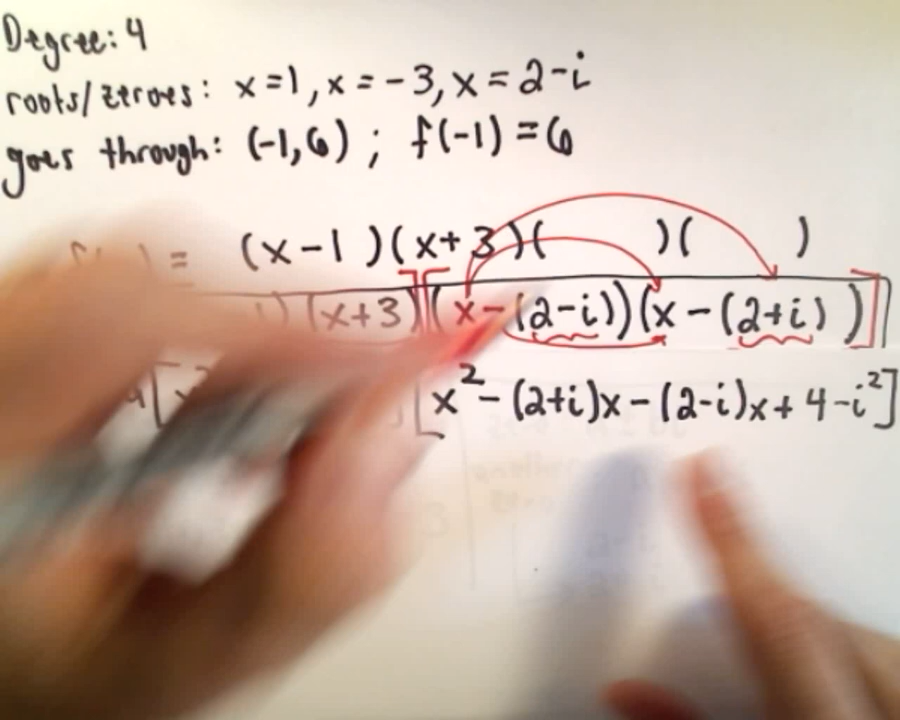 Degree: 4
roots/zeroes: x=1, x=-3, x=2-i
goes through: (-1,6) ; f(-1)=6
= (x-1)(x+3)( )( )
) (x+3)][(x-(2-i))(x-(2+i))]
[x²-(2+i)x-(2-i)x+4-i²]